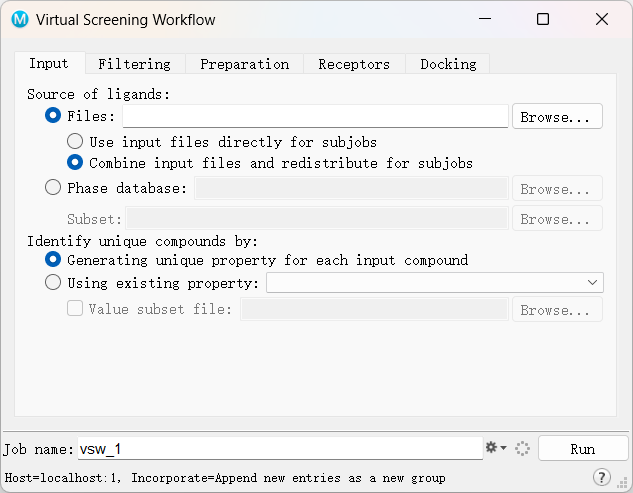 M Virtual Screening Workflow
Input Filtering Preparation Receptors Docking
Source of ligands:
Files: Browse...
Use input files directly for subjobs
Combine input files and redistribute for subjobs
Phase database: Browse...
Subset: Browse...
Identify unique compounds by:
Generating unique property for each input compound
Using existing property:
Value subset file: Browse...
Job name: vsw_1 Run
Host=localhost:1, Incorporate=Append new entries as a new group ?